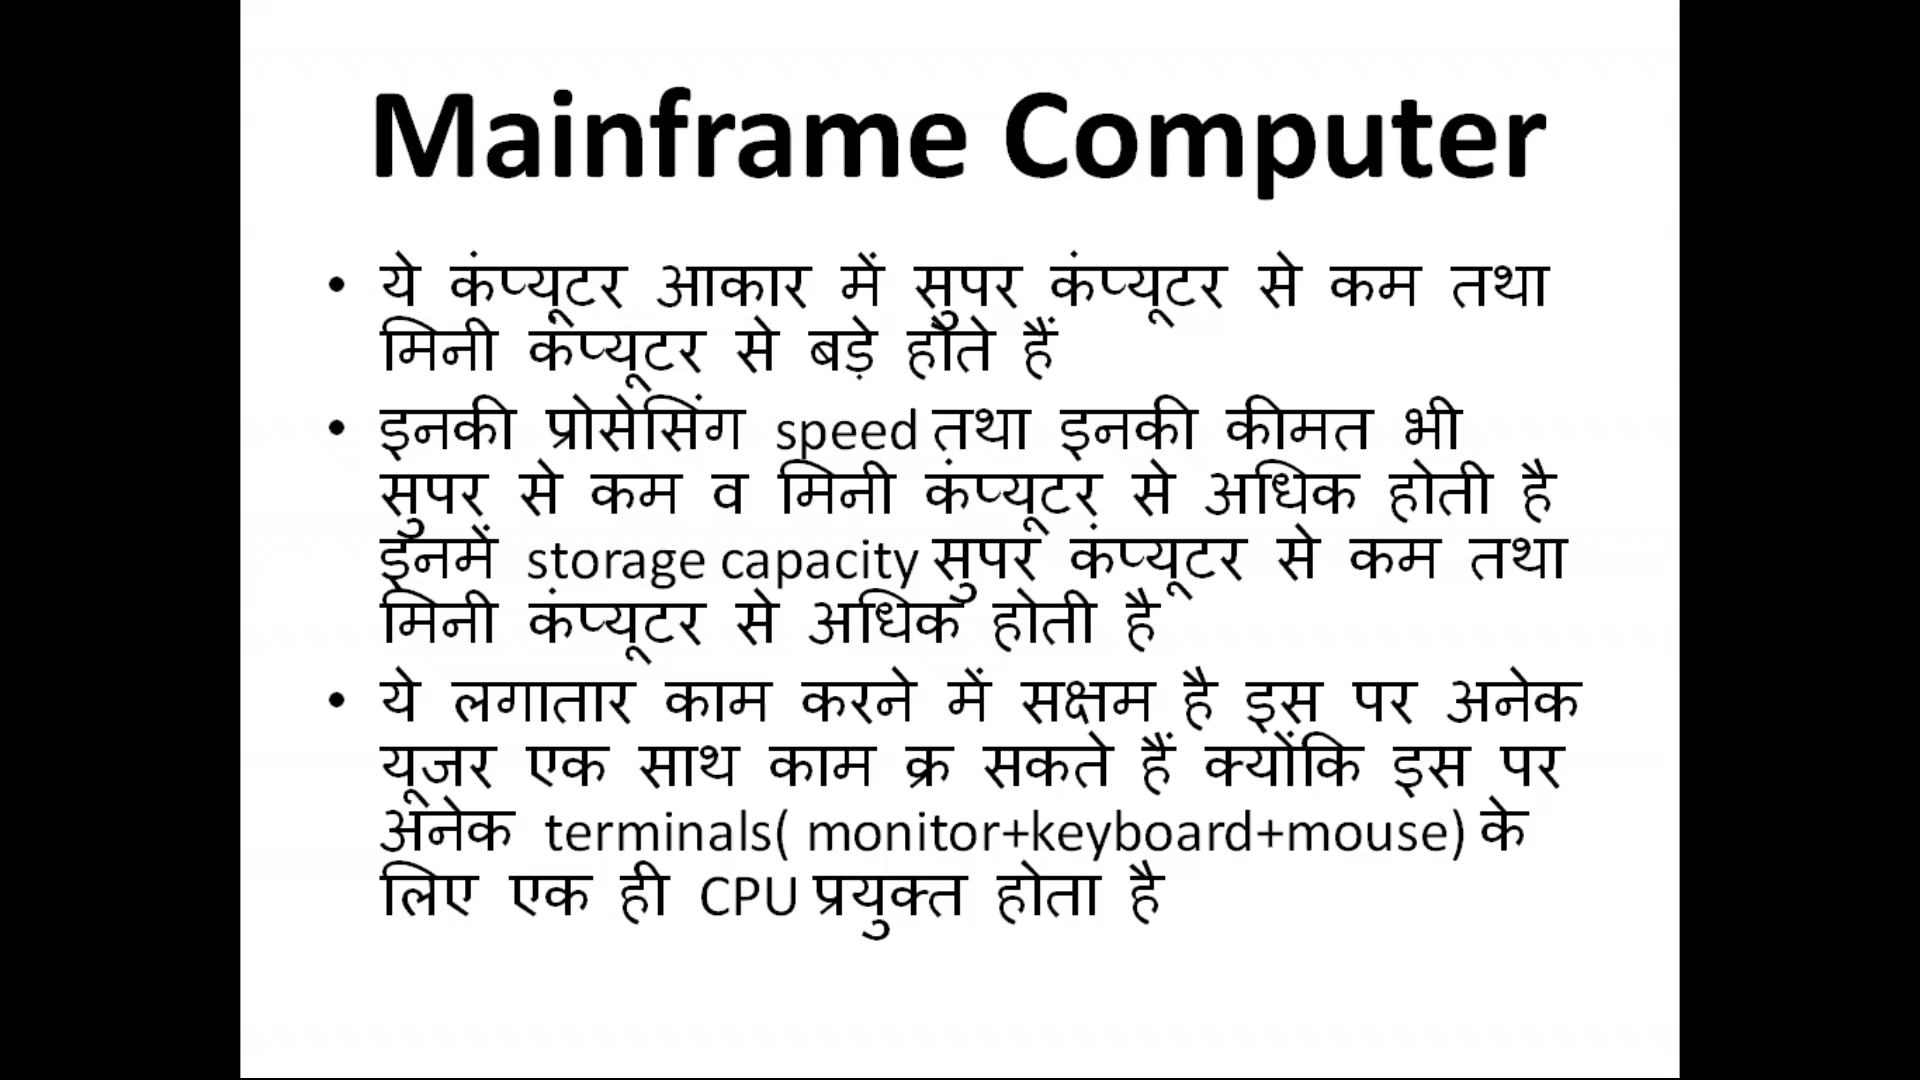 Mainframe Computer
• ये कंप्यूटर आकार में सुपर कंप्यूटर से कम तथा
मिनी कंप्यूटर से बड़े होते हैं
• इनकी प्रोसेसिंग speed तथा इनकी कीमत भी
सुपर से कम व मिनी कंप्यूटर से अधिक होती है
इनमें storage capacity सुपर कंप्यूटर से कम तथा
मिनी कंप्यूटर से अधिक होती है
• ये लगातार काम करने में सक्षम है इस पर अनेक
यूजर एक साथ काम क्र सकते हैं क्योंकि इस पर
अनेक terminals( monitor+keyboard+mouse) के
लिए एक ही CPU प्रयुक्त होता है